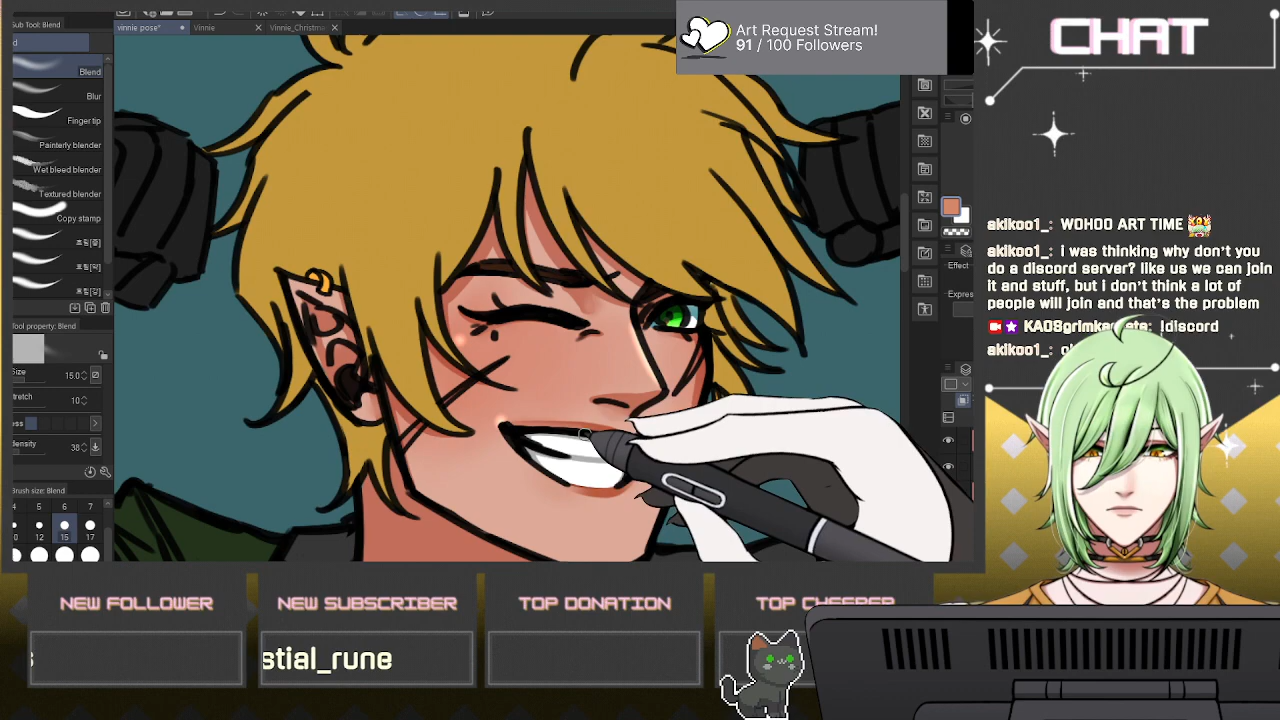 Sub Tool: Blend
vinnie pose*
Vinnie
Vinnie_Christm
Art Request Stream!
91 / 100 Followers
CHAT
Blend
Blur
Finger tip
Painterly blender
Wet bleed blender
Textured blender
Copy stamp
Tool property: Blend
Size
15.0
stretch
10
density
38
Brush size: Blend
4 5 6 7
10 12 15 17
Effect
Expres
akikoo1_: WOHOO ART TIME
akikoo1_: i was thinking why don't you
do a discord server? like us we can join
it and stuff, but i don't think a lot of
people will join and that's the problem
!discord
akikoo1_:
NEW FOLLOWER
NEW SUBSCRIBER
TOP DONATION
TOP CHEEPER
s
stial_rune